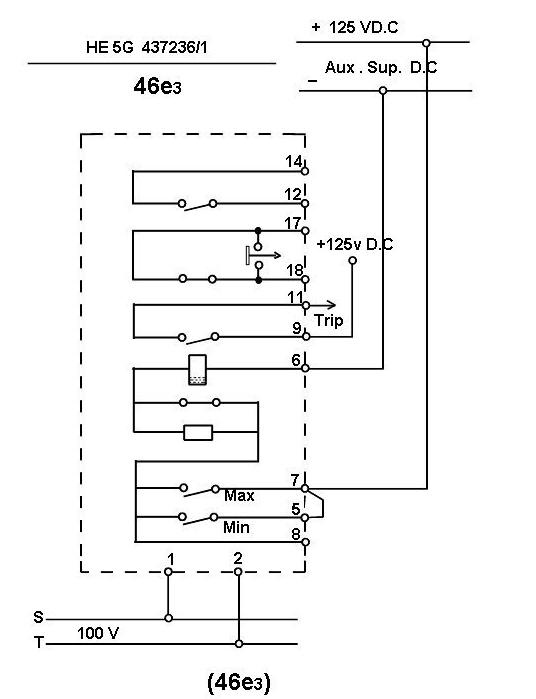 + 125 VD.C
HE 5G 437236/1
_ Aux . Sup. D.C
46e3
14
12
17
+125v D.C
18
11
Trip
9
6
7
Max
5
Min
8
1 2
S
100 V
T
(46e3)